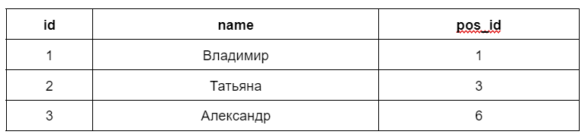 id name pos_id
1 Владимир 1
2 Татьяна 3
3 Александр 6